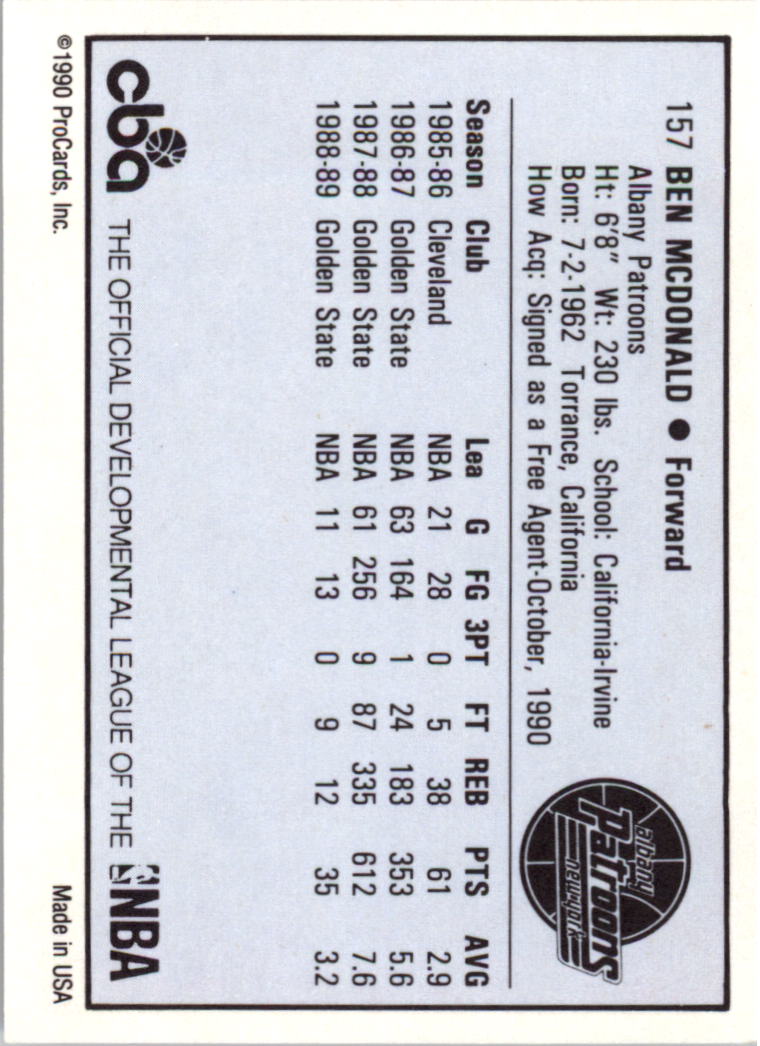 157 BEN MCDONALD ● Forward
Albany Patroons
Ht: 6'8" Wt: 230 lbs. School: California-Irvine
Born: 7-2-1962 Torrance, California
How Acq: Signed as a Free Agent-October, 1990
albany
Patroons
new-york
Season Club Lea G FG 3PT FT REB PTS AVG
1985-86 Cleveland NBA 21 28 0 5 38 61 2.9
1986-87 Golden State NBA 63 164 1 24 183 353 5.6
1987-88 Golden State NBA 61 256 9 87 335 612 7.6
1988-89 Golden State NBA 11 13 0 9 12 35 3.2
cba THE OFFICIAL DEVELOPMENTAL LEAGUE OF THE NBA
©1990 ProCards, Inc. Made in USA